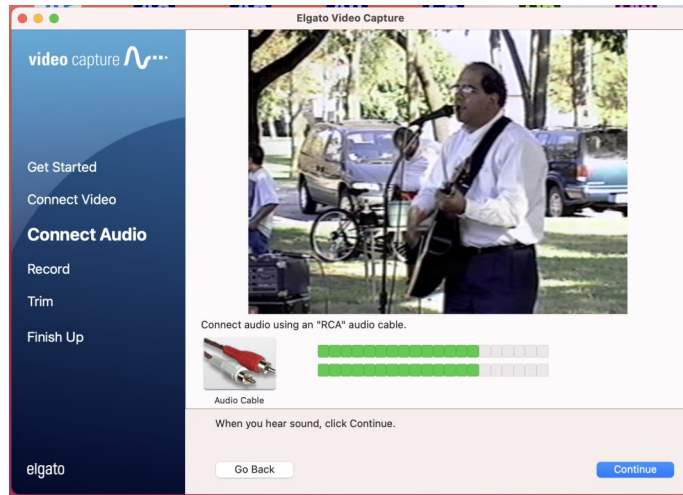 Elgato Video Capture
video capture
Get Started
Connect Video
Connect Audio
Record
Trim
Finish Up
elgato
Connect audio using an "RCA" audio cable.
Audio Cable
When you hear sound, click Continue.
Go Back
Continue